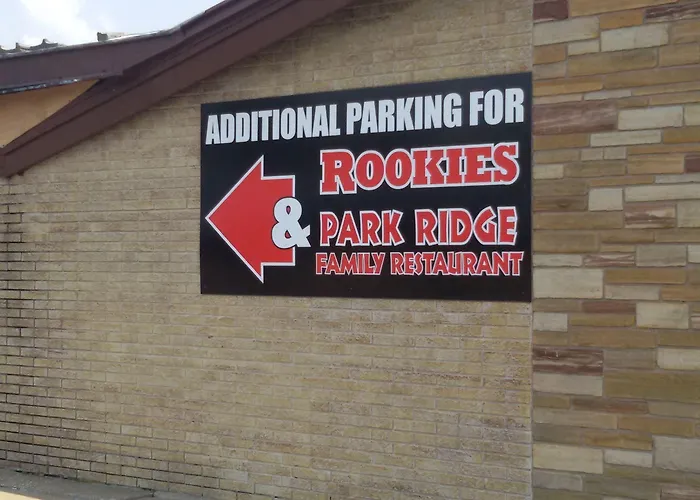 ADDITIONAL PARKING FOR
ROOKIES
&
PARK RIDGE
FAMILY RESTAURANT